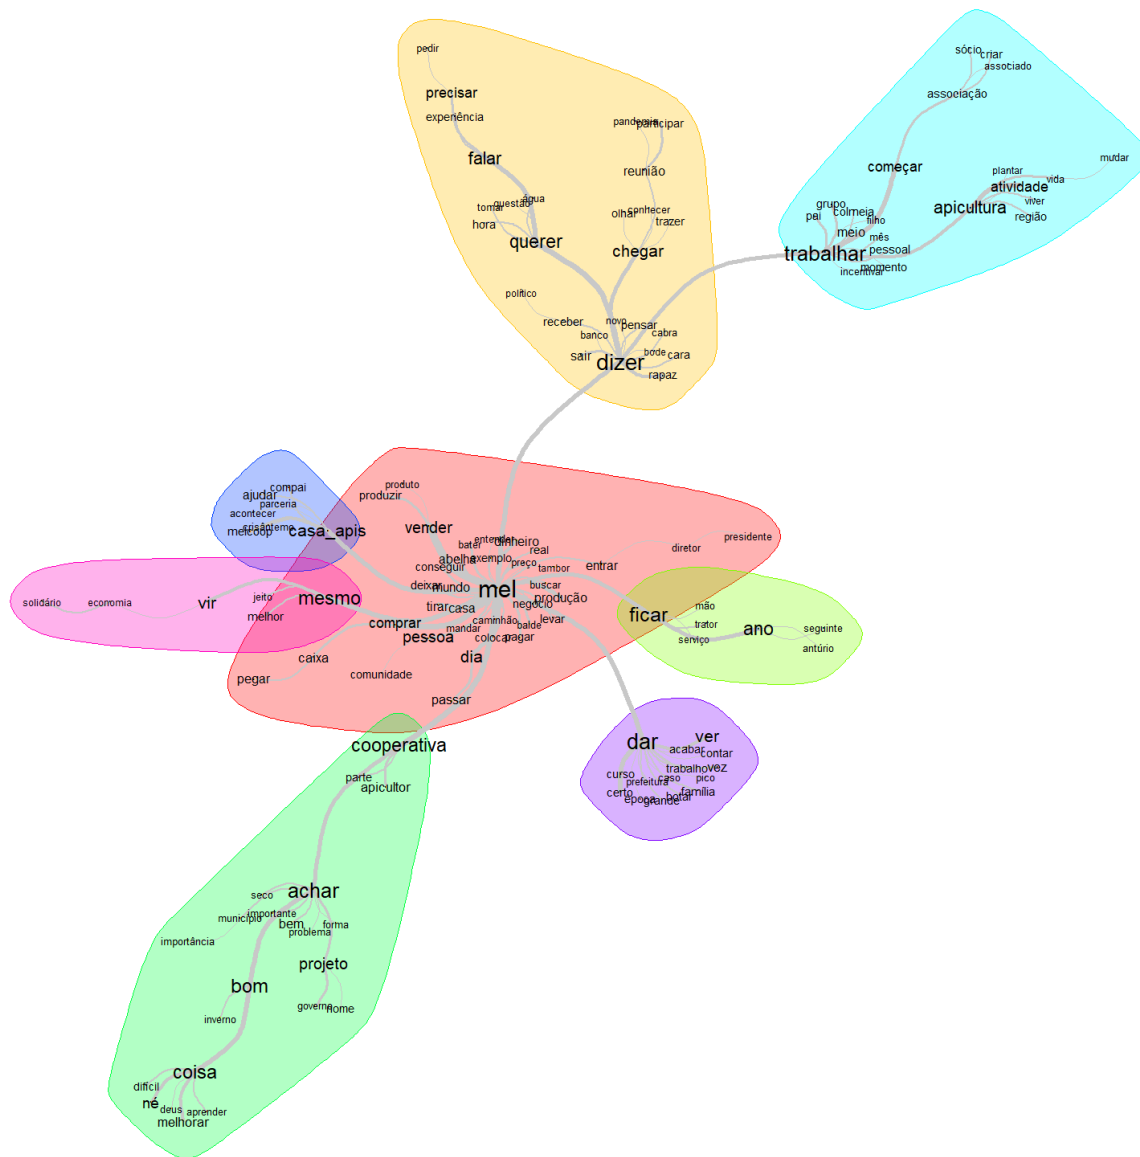 pedir
precisar
experiência
falar
tomar
questão
água
hora
querer
pandemia
participar
reunião
olhar
conhecer
trazer
chegar
político
receber
novo
pensar
banco
cabra
sair
bode
cara
dizer
rapaz
sócio
criar
associado
associação
começar
plantar
atividade
vida
mudar
viver
apicultura
região
grupo
pai
colmeia
filho
meio
mês
pessoal
trabalhar
incentivar
momento
compai
ajudar
parceria
acontecer
crisântemo
melcoop
casa_apis
produto
produzir
vender
bater
entender
dinheiro
abelha
exemplo
real
preço
tambor
entrar
diretor
presidente
conseguir
deixar
mundo
mel
buscar
produção
negócio
tirar
casa
caminhão
levar
balde
comprar
mandar
colocar
pagar
pessoa
dia
caixa
pegar
comunidade
passar
solidário
economia
vir
jeito
mesmo
melhor
ficar
mão
trator
serviço
ano
seguinte
antúrio
dar
ver
acabar
contar
curso
trabalho
vez
prefeitura
caso
pico
certo
família
época
grande
botar
cooperativa
parte
apicultor
achar
seco
município
importante
bem
forma
problema
importância
projeto
bom
governo
nome
inverno
coisa
difícil
né
deus
aprender
melhorar